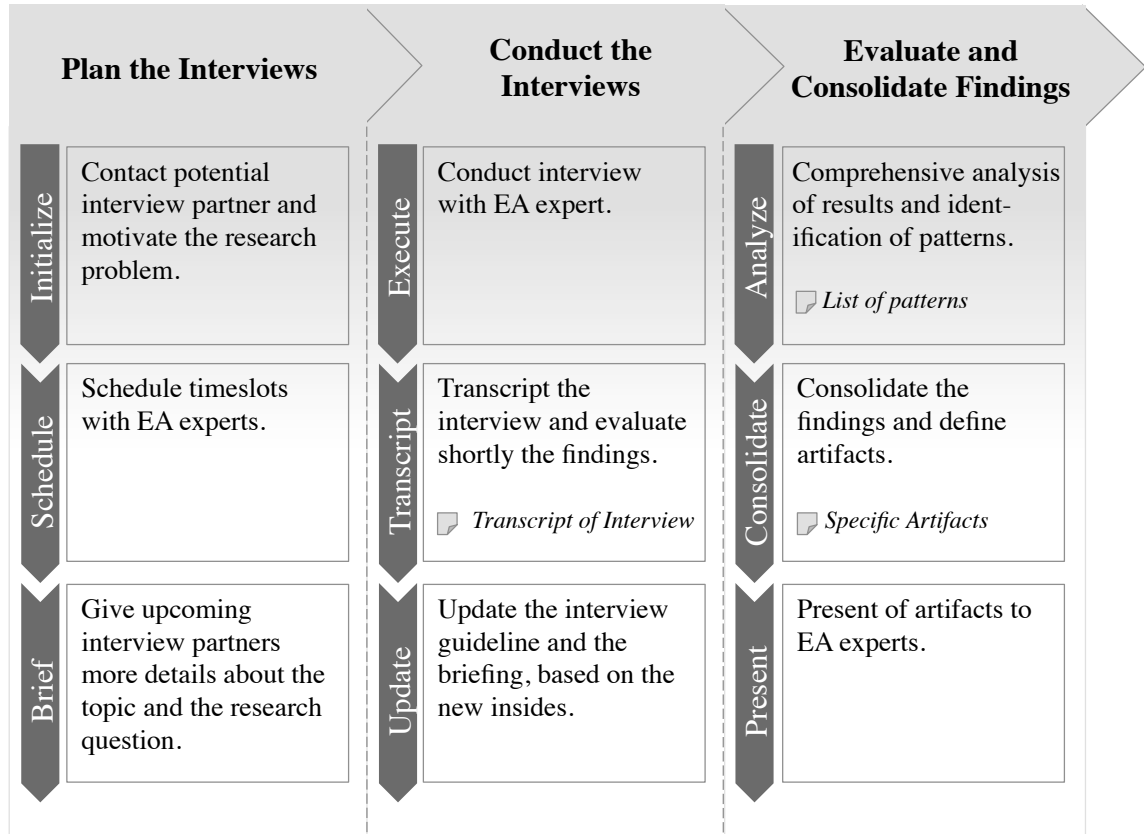 Plan the Interviews
Conduct the
Interviews
Evaluate and
Consolidate Findings
Initialize
Contact potential
interview partner and
motivate the research
problem.
Schedule
Schedule timeslots
with EA experts.
Brief
Give upcoming
interview partners
more details about the
topic and the research
question.
Execute
Conduct interview
with EA expert.
Transcript
Transcript the
interview and evaluate
shortly the findings.
Transcript of Interview
Update
Update the interview
guideline and the
briefing, based on the
new insides.
Analyze
Comprehensive analysis
of results and ident-
ification of patterns.
List of patterns
Consolidate
Consolidate the
findings and define
artifacts.
Specific Artifacts
Present
Present of artifacts to
EA experts.